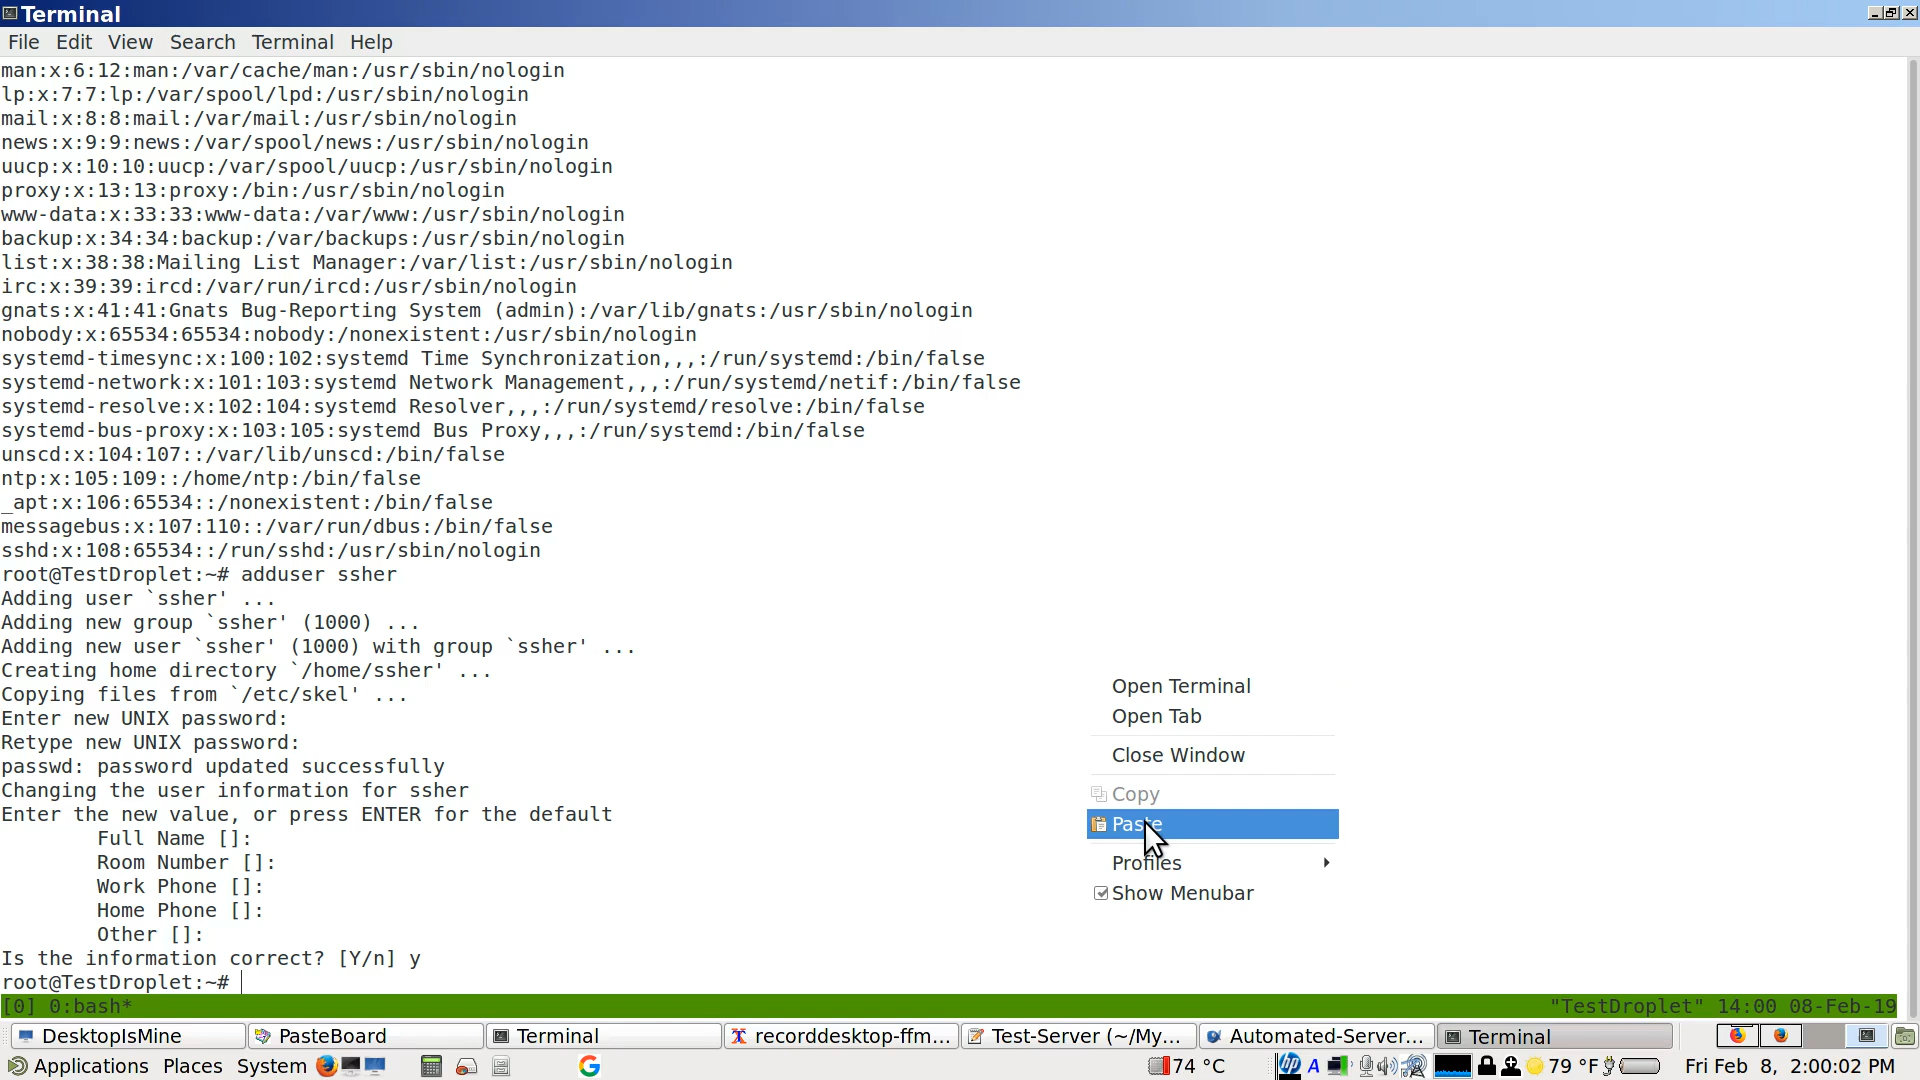 Terminal
File Edit View Search Terminal Help
man:x:6:12:man:/var/cache/man:/usr/sbin/nologin
lp:x:7:7:lp:/var/spool/lpd:/usr/sbin/nologin
mail:x:8:8:mail:/var/mail:/usr/sbin/nologin
news:x:9:9:news:/var/spool/news:/usr/sbin/nologin
uucp:x:10:10:uucp:/var/spool/uucp:/usr/sbin/nologin
proxy:x:13:13:proxy:/bin:/usr/sbin/nologin
www-data:x:33:33:www-data:/var/www:/usr/sbin/nologin
backup:x:34:34:backup:/var/backups:/usr/sbin/nologin
list:x:38:38:Mailing List Manager:/var/list:/usr/sbin/nologin
irc:x:39:39:ircd:/var/run/ircd:/usr/sbin/nologin
gnats:x:41:41:Gnats Bug-Reporting System (admin):/var/lib/gnats:/usr/sbin/nologin
nobody:x:65534:65534:nobody:/nonexistent:/usr/sbin/nologin
systemd-timesync:x:100:102:systemd Time Synchronization,,,:/run/systemd:/bin/false
systemd-network:x:101:103:systemd Network Management,,,:/run/systemd/netif:/bin/false
systemd-resolve:x:102:104:systemd Resolver,,,:/run/systemd/resolve:/bin/false
systemd-bus-proxy:x:103:105:systemd Bus Proxy,,,:/run/systemd:/bin/false
unscd:x:104:107::/var/lib/unscd:/bin/false
ntp:x:105:109::/home/ntp:/bin/false
_apt:x:106:65534::/nonexistent:/bin/false
messagebus:x:107:110::/var/run/dbus:/bin/false
sshd:x:108:65534::/run/sshd:/usr/sbin/nologin
root@TestDroplet:~# adduser ssher
Adding user `ssher' ...
Adding new group `ssher' (1000) ...
Adding new user `ssher' (1000) with group `ssher' ...
Creating home directory `/home/ssher' ...
Copying files from `/etc/skel' ...
Enter new UNIX password:
Retype new UNIX password:
passwd: password updated successfully
Changing the user information for ssher
Enter the new value, or press ENTER for the default
Full Name []:
Room Number []:
Work Phone []:
Home Phone []:
Other []:
Is the information correct? [Y/n] y
root@TestDroplet:~#
Open Terminal
Open Tab
Close Window
Copy
Paste
Profiles
Show Menubar
[0] 0:bash* "TestDroplet" 14:00 08-Feb-19
DesktopIsMine PasteBoard Terminal recorddesktop-ffm... Test-Server (~/My... Automated-Server... Terminal
Applications Places System G 74 °C hp A 79 °F Fri Feb 8, 2:00:02 PM